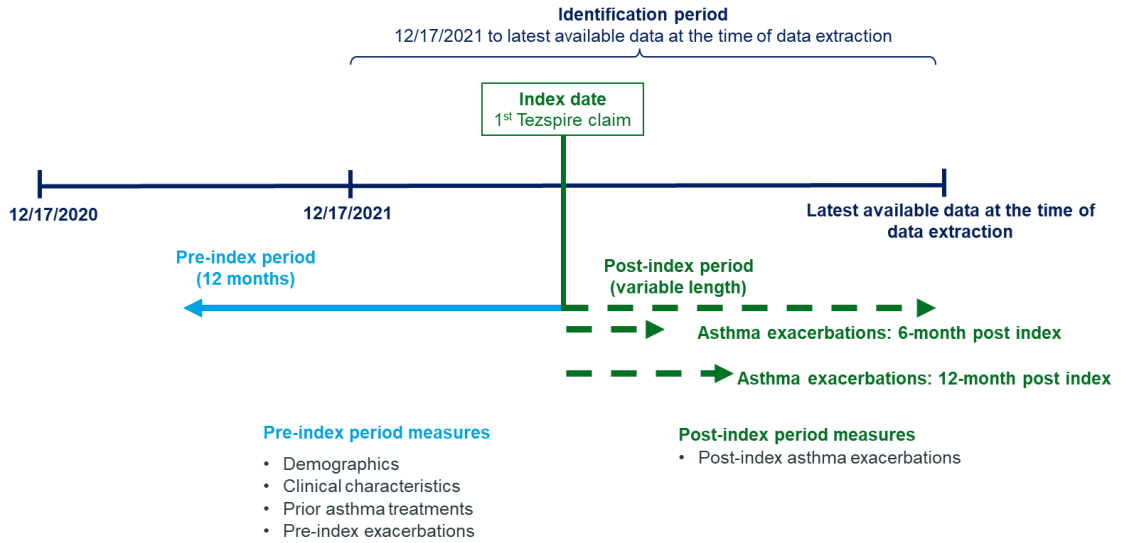 Identification period
12/17/2021 to latest available data at the time of data extraction
Index date
1st Tezspire claim
12/17/2020
12/17/2021
Latest available data at the time of
data extraction
Pre-index period
(12 months)
Post-index period
(variable length)
Asthma exacerbations: 6-month post index
Asthma exacerbations: 12-month post index
Pre-index period measures
• Demographics
• Clinical characteristics
• Prior asthma treatments
• Pre-index exacerbations
Post-index period measures
• Post-index asthma exacerbations